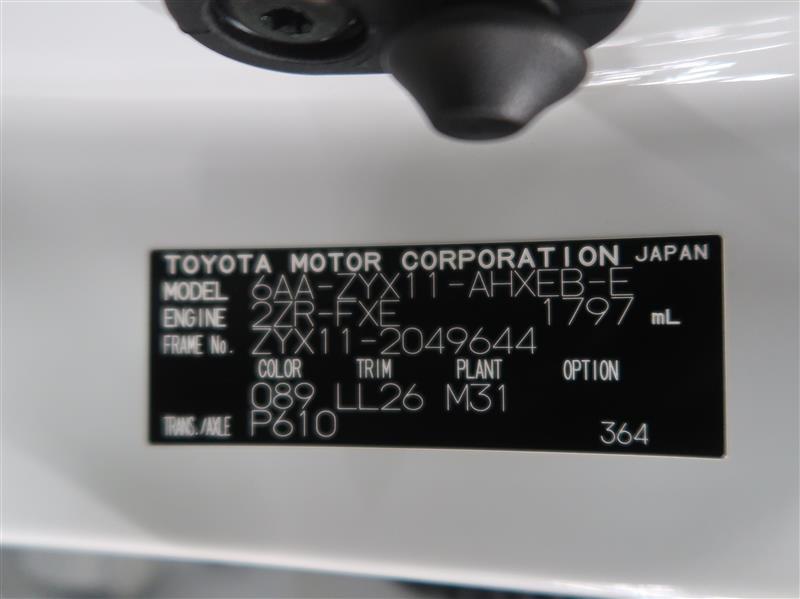 TOYOTA MOTOR CORPORATION JAPAN
MODEL 6AA-ZYX11-AHXEB-E
ENGINE 2ZR-FXE 1797 mL
FRAME No. ZYX11-2049644
COLOR TRIM PLANT OPTION
089 LL26 M31
TRANS./AXLE P610 364